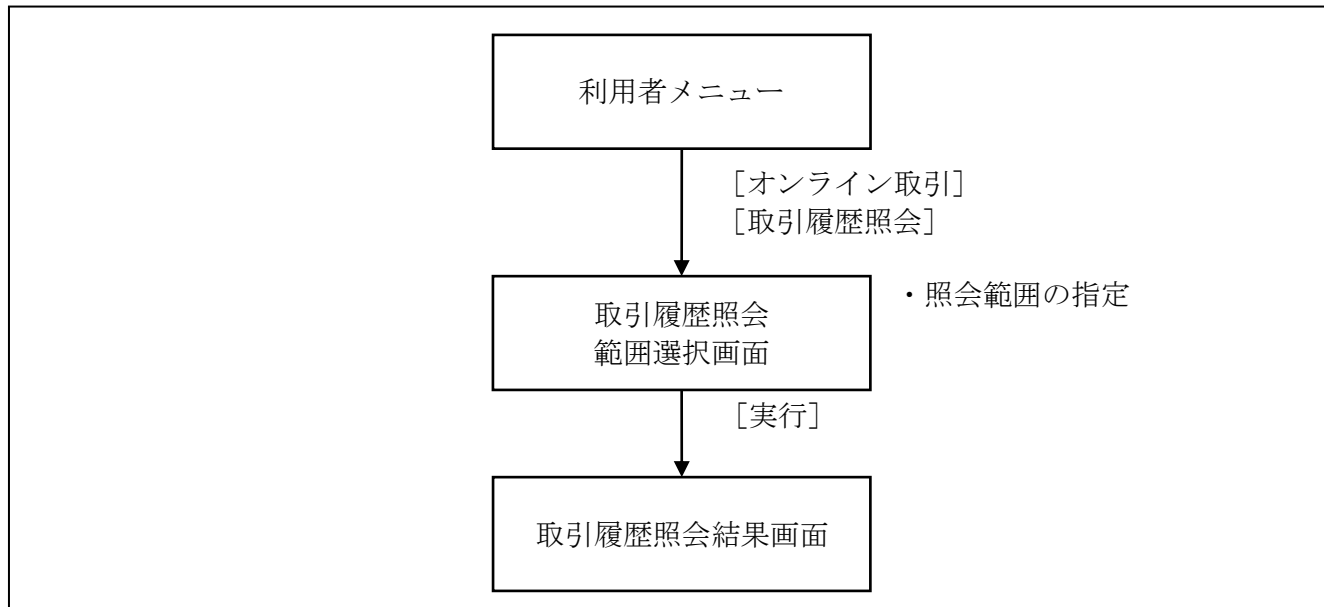 利用者メニュー
［オンライン取引］
［取引履歴照会］
取引履歴照会
範囲選択画面
・照会範囲の指定
［実行］
取引履歴照会結果画面